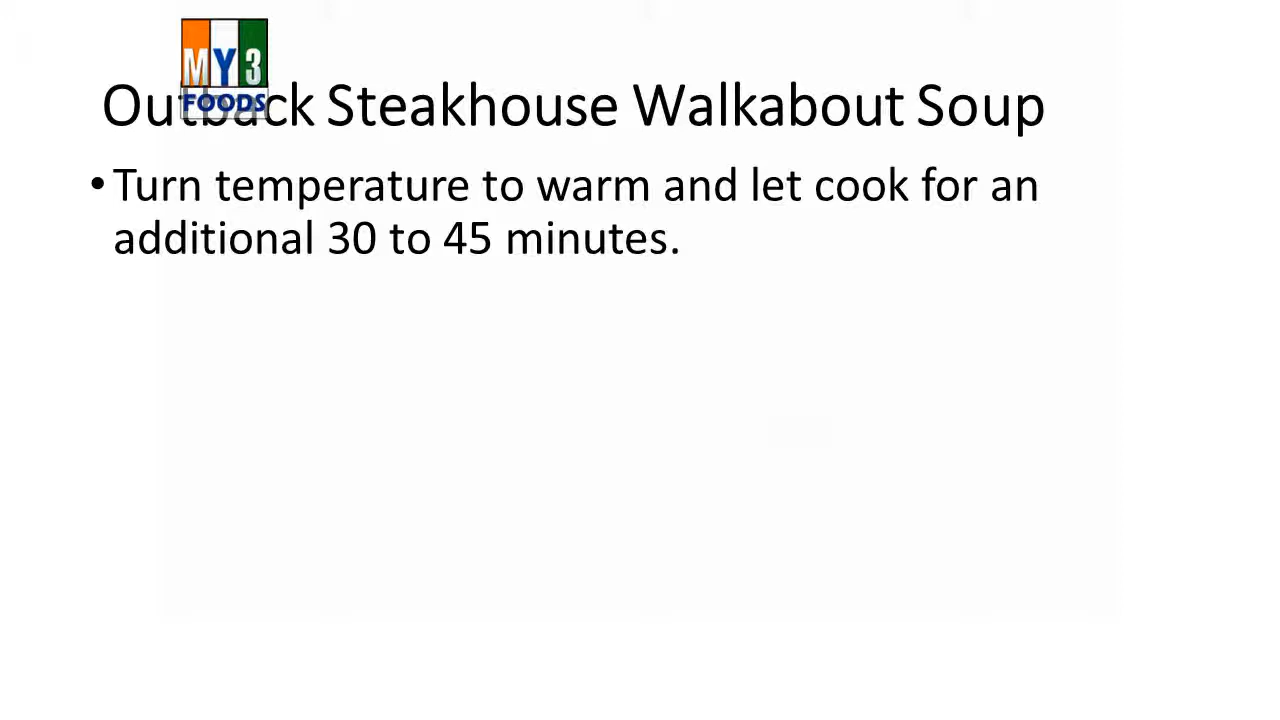 MY3
FOODS
Outback Steakhouse Walkabout Soup
• Turn temperature to warm and let cook for an
additional 30 to 45 minutes.